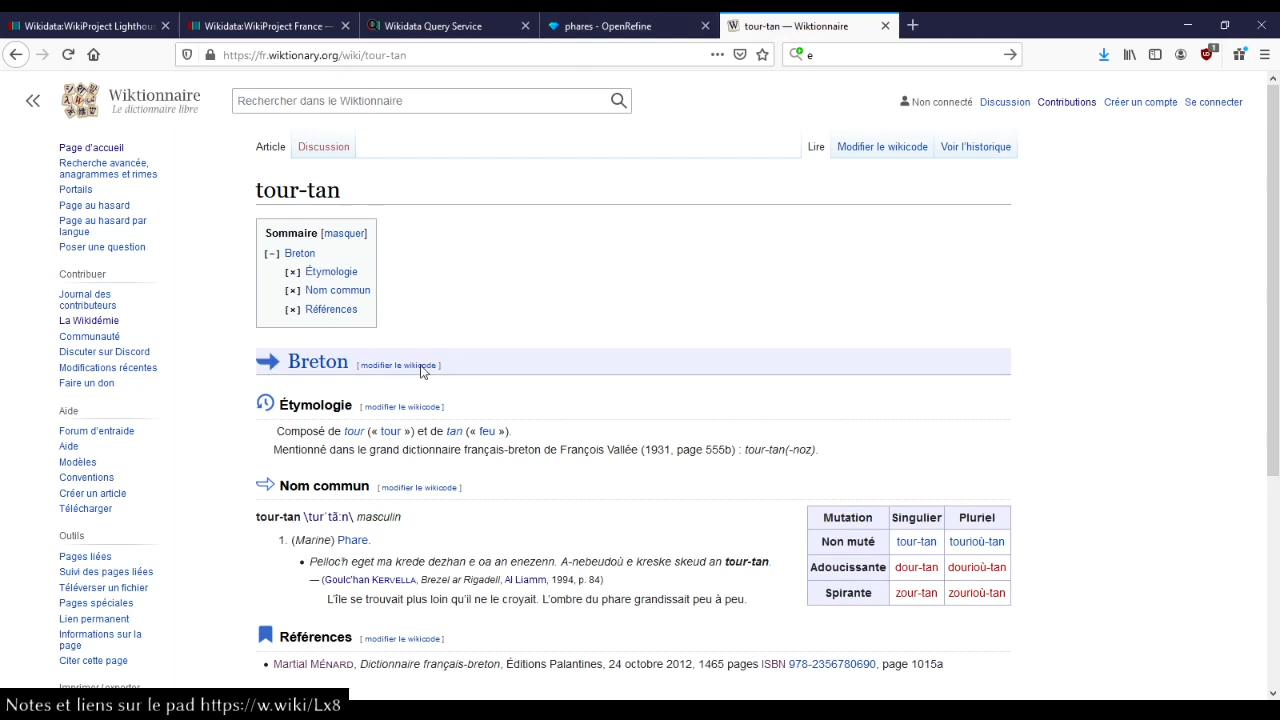 Wikidata:WikiProject Lighthous
Wikidata:WikiProject France —
Wikidata Query Service
phares - OpenRefine
tour-tan — Wiktionnaire
https://fr.wiktionary.org/wiki/tour-tan
e
1
Wiktionnaire
Le dictionnaire libre
Rechercher dans le Wiktionnaire
Non connecté Discussion Contributions Créer un compte Se connecter
Page d'accueil
Recherche avancée,
anagrammes et rimes
Portails
Page au hasard
Page au hasard par
langue
Poser une question
Contribuer
Journal des
contributeurs
La Wikidémie
Communauté
Discuter sur Discord
Modifications récentes
Faire un don
Aide
Forum d'entraide
Aide
Modèles
Conventions
Créer un article
Télécharger
Outils
Pages liées
Suivi des pages liées
Téléverser un fichier
Pages spéciales
Lien permanent
Informations sur la
page
Citer cette page
Imprimer / exporter
Article Discussion Lire Modifier le wikicode Voir l'historique
tour-tan
Sommaire [masquer]
[−] Breton
[×] Étymologie
[×] Nom commun
[×] Références
Breton [ modifier le wikicode ]
Étymologie [ modifier le wikicode ]
Composé de tour (« tour ») et de tan (« feu »).
Mentionné dans le grand dictionnaire français-breton de François Vallée (1931, page 555b) : tour-tan(-noz).
Nom commun [ modifier le wikicode ]
tour-tan \turˈtãːn\ masculin
1. (Marine) Phare.
• Pelloc'h eget ma krede dezhan e oa an enezenn. A-nebeudoù e kreske skeud an tour-tan.
— (Goulc'han KERVELLA, Brezel ar Rigadell, Al Liamm, 1994, p. 84)
L'île se trouvait plus loin qu'il ne le croyait. L'ombre du phare grandissait peu à peu.
Mutation Singulier Pluriel
Non muté tour-tan tourioù-tan
Adoucissante dour-tan dourioù-tan
Spirante zour-tan zourioù-tan
Références [ modifier le wikicode ]
• Martial MÉNARD, Dictionnaire français-breton, Éditions Palantines, 24 octobre 2012, 1465 pages ISBN 978-2356780690, page 1015a
Notes et liens sur le pad https://w.wiki/Lx8